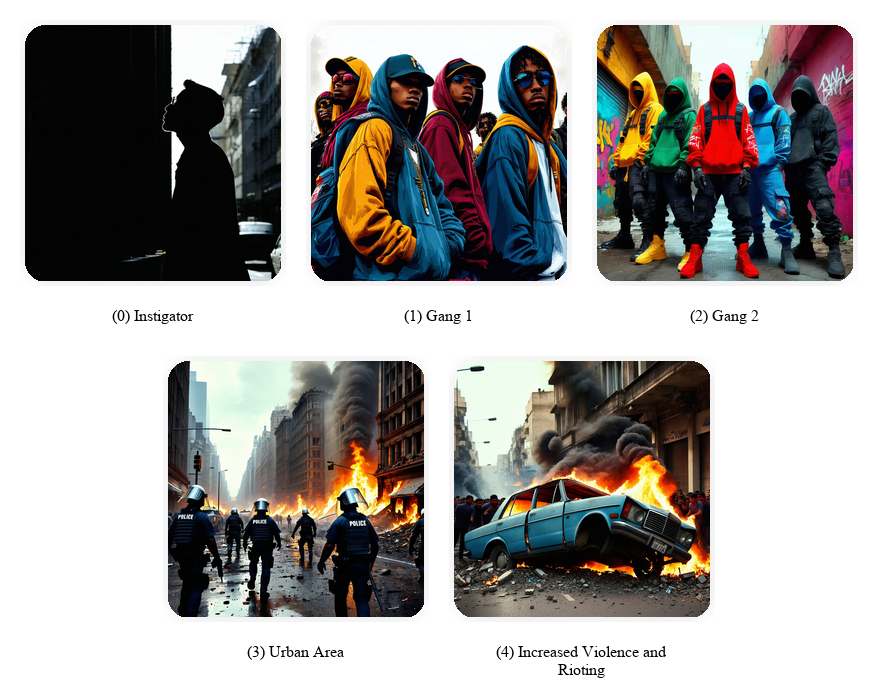 (0) Instigator
(1) Gang 1
(2) Gang 2
POLICE
POLICE
POLICE
(3) Urban Area
(4) Increased Violence and
Rioting